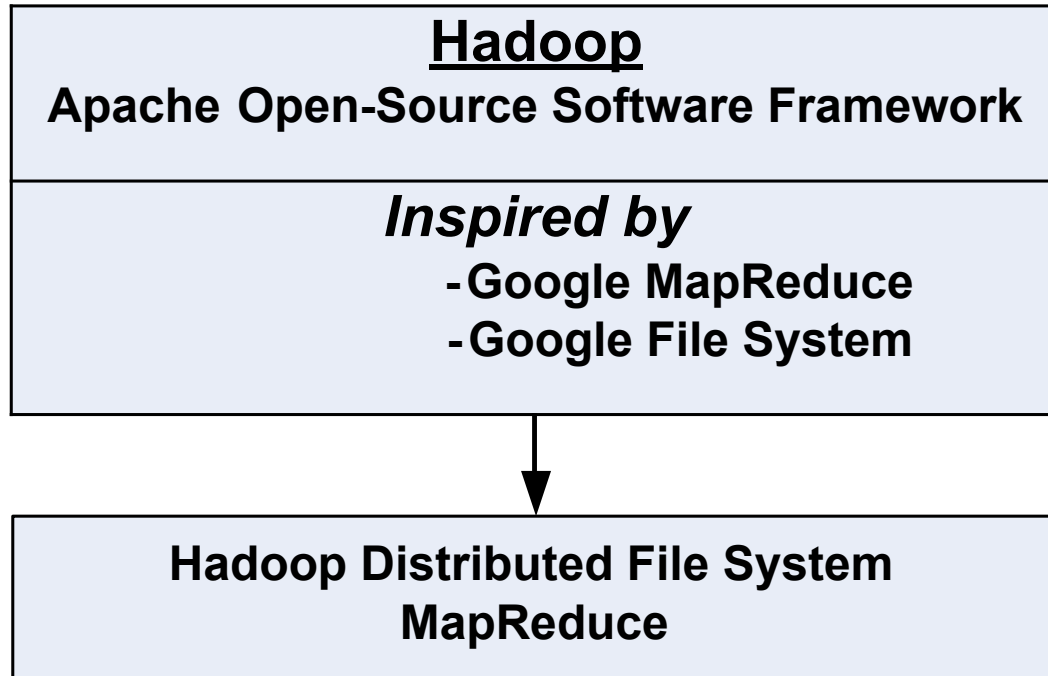 Hadoop
Apache Open-Source Software Framework
Inspired by
-Google MapReduce
-Google File System
Hadoop Distributed File System
MapReduce